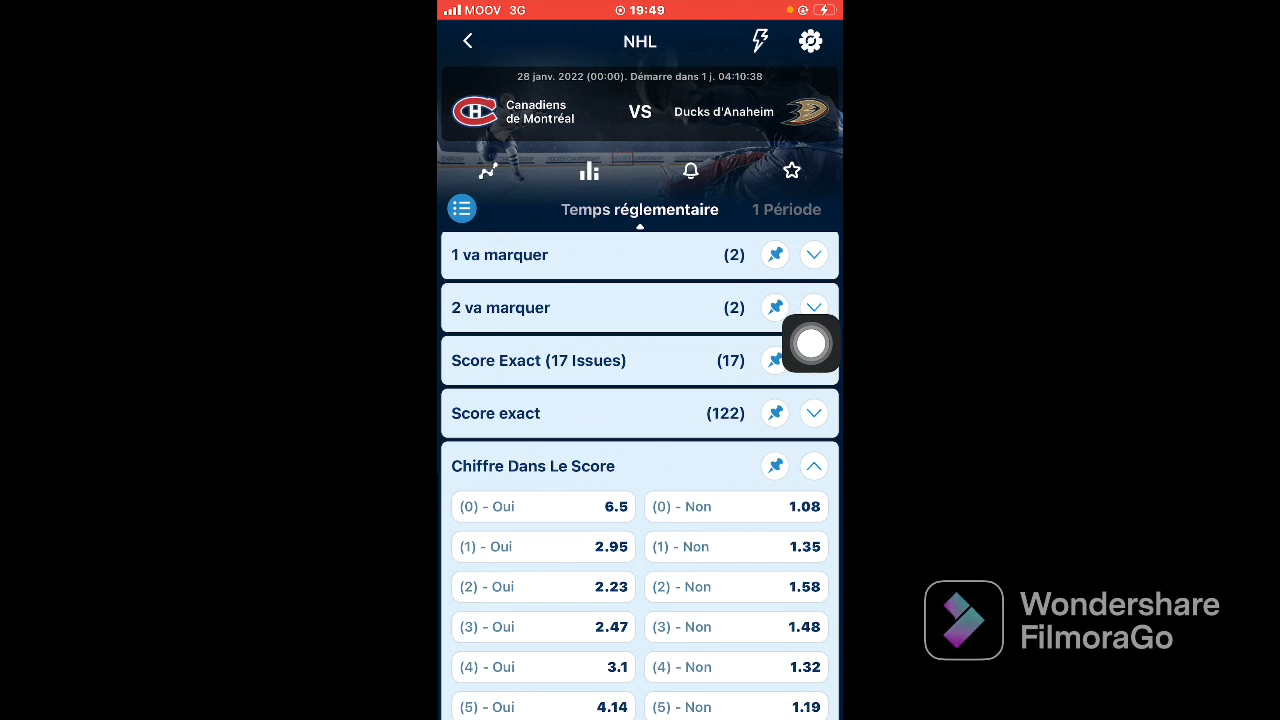 MOOV 3G 19:49
NHL
28 janv. 2022 (00:00). Démarre dans 1 j. 04:10:38
Canadiens
de Montréal
VS
Ducks d'Anaheim
Temps réglementaire 1 Période
1 va marquer (2)
2 va marquer (2)
Score Exact (17 Issues) (17)
Score exact (122)
Chiffre Dans Le Score
(0) - Oui 6.5 (0) - Non 1.08
(1) - Oui 2.95 (1) - Non 1.35
(2) - Oui 2.23 (2) - Non 1.58
(3) - Oui 2.47 (3) - Non 1.48
(4) - Oui 3.1 (4) - Non 1.32
(5) - Oui 4.14 (5) - Non 1.19
Wondershare
FilmoraGo